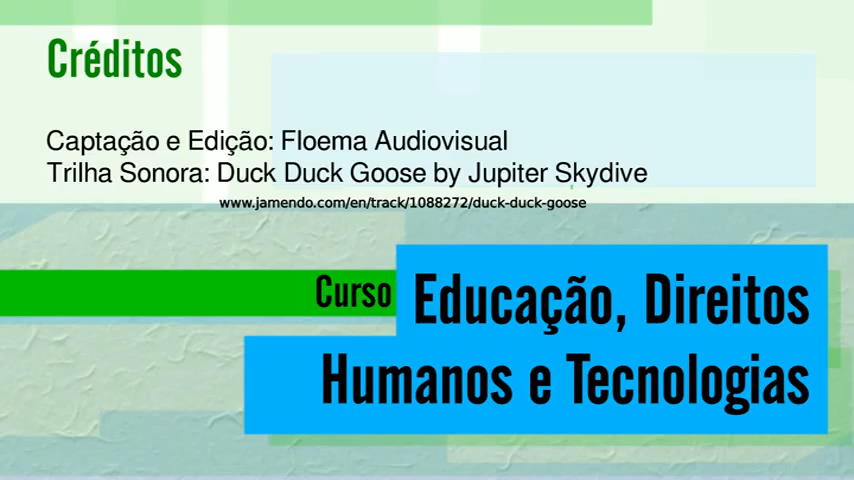 Créditos
Captação e Edição: Floema Audiovisual
Trilha Sonora: Duck Duck Goose by Jupiter Skydive
www.jamendo.com/en/track/1088272/duck-duck-goose
Curso Educação, Direitos
Humanos e Tecnologias